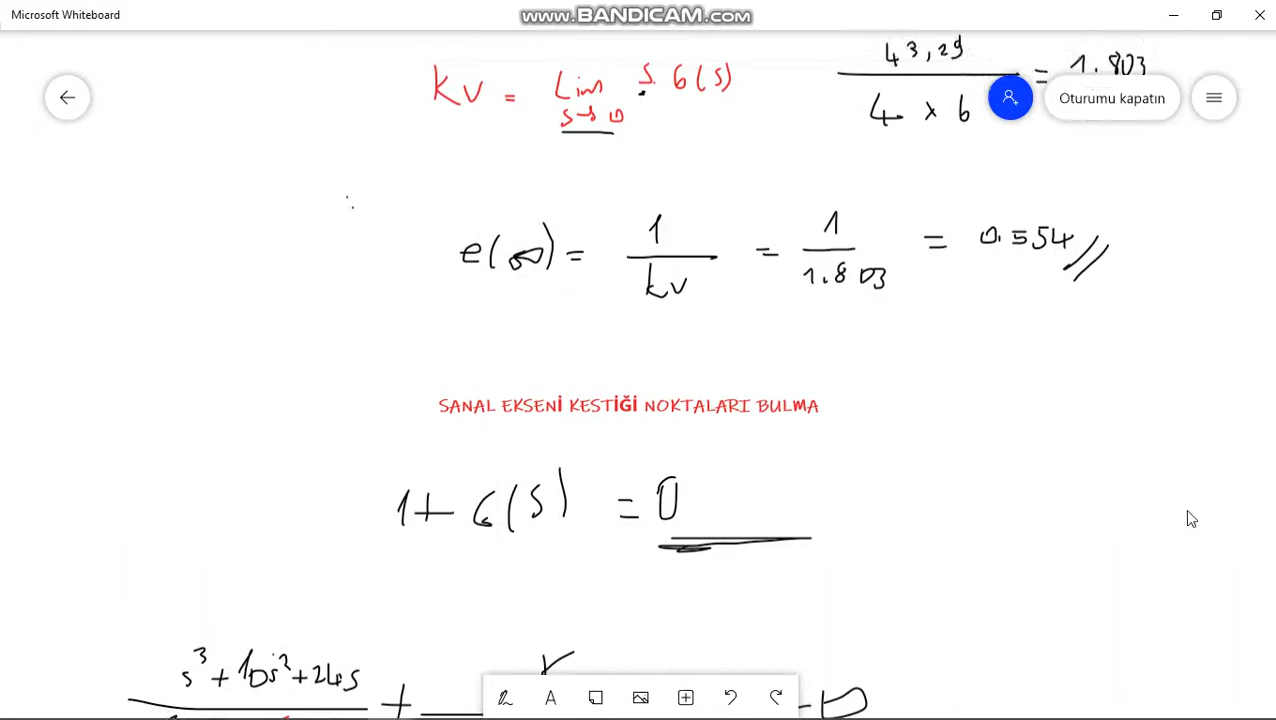 Microsoft Whiteboard
www.BANDICAM.com
Kv = Lim s→0 s. G(s)
43,29 / 4 x 6 = 1.803
Oturumu kapatın
e(∞) = 1 / kv = 1 / 1.803 = 0.554 //
SANAL EKSENİ KESTİĞİ NOKTALARI BULMA
1+ G(s) = 0
s³ + 10s² + 24s
+
A